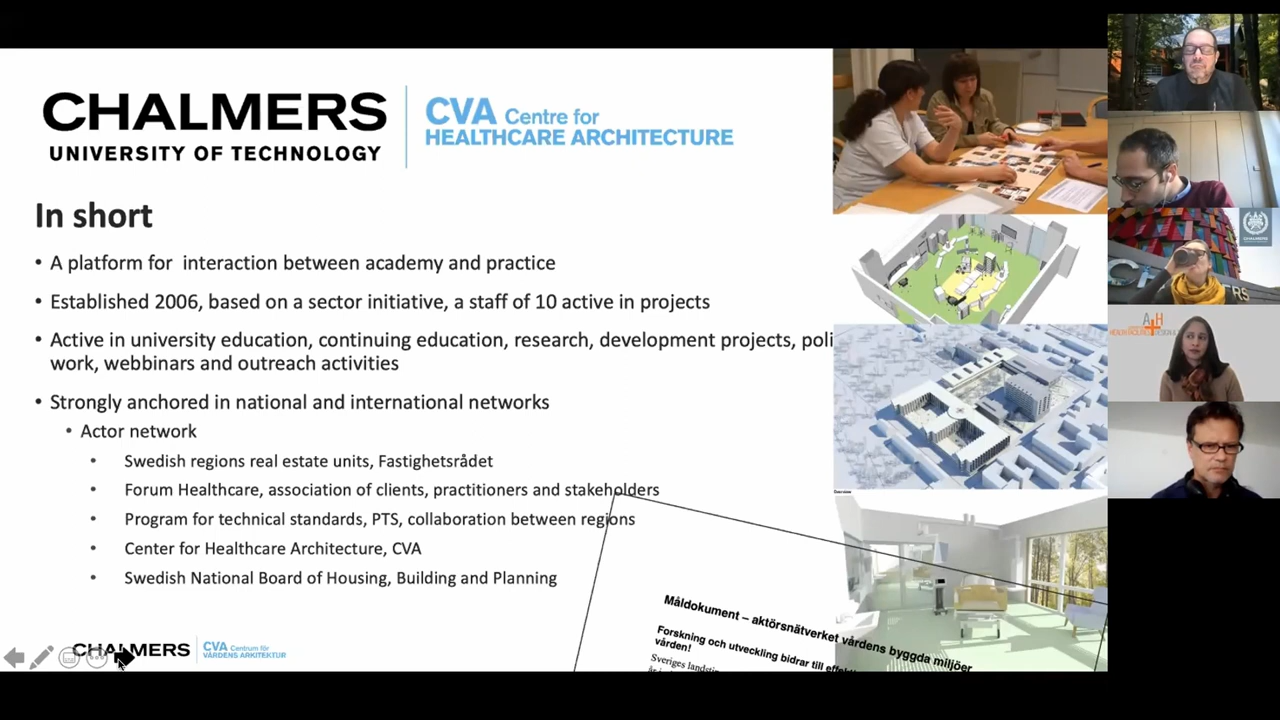 CHALMERS
UNIVERSITY OF TECHNOLOGY
CVA Centre for
HEALTHCARE ARCHITECTURE
In short
• A platform for interaction between academy and practice
• Established 2006, based on a sector initiative, a staff of 10 active in projects
• Active in university education, continuing education, research, development projects, poli
work, webbinars and outreach activities
• Strongly anchored in national and international networks
• Actor network
• Swedish regions real estate units, Fastighetsrådet
• Forum Healthcare, association of clients, practitioners and stakeholders
• Program for technical standards, PTS, collaboration between regions
• Center for Healthcare Architecture, CVA
• Swedish National Board of Housing, Building and Planning
Måldokument – aktörsnätverket vårdens byggda miljöer
Forskning och utveckling bidrar till effekti
vården!
Sveriges landsti
CHALMERS
CVA Centrum för
VÅRDENS ARKITEKTUR
CHALMERS
A+H